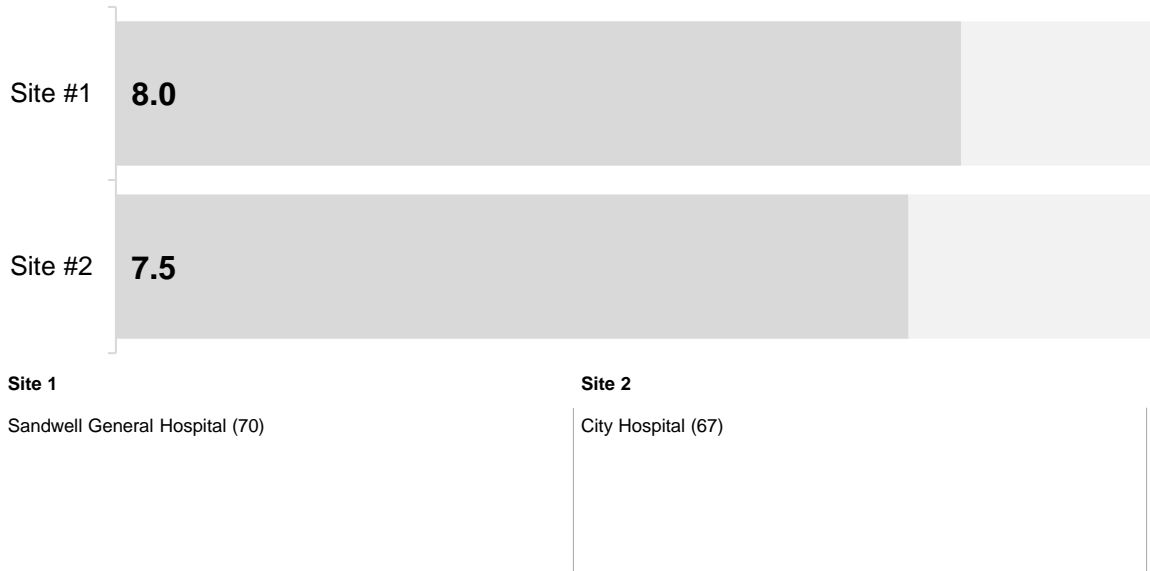 Site #1 8.0
Site #2 7.5
Site 1 Site 2
Sandwell General Hospital (70) City Hospital (67)